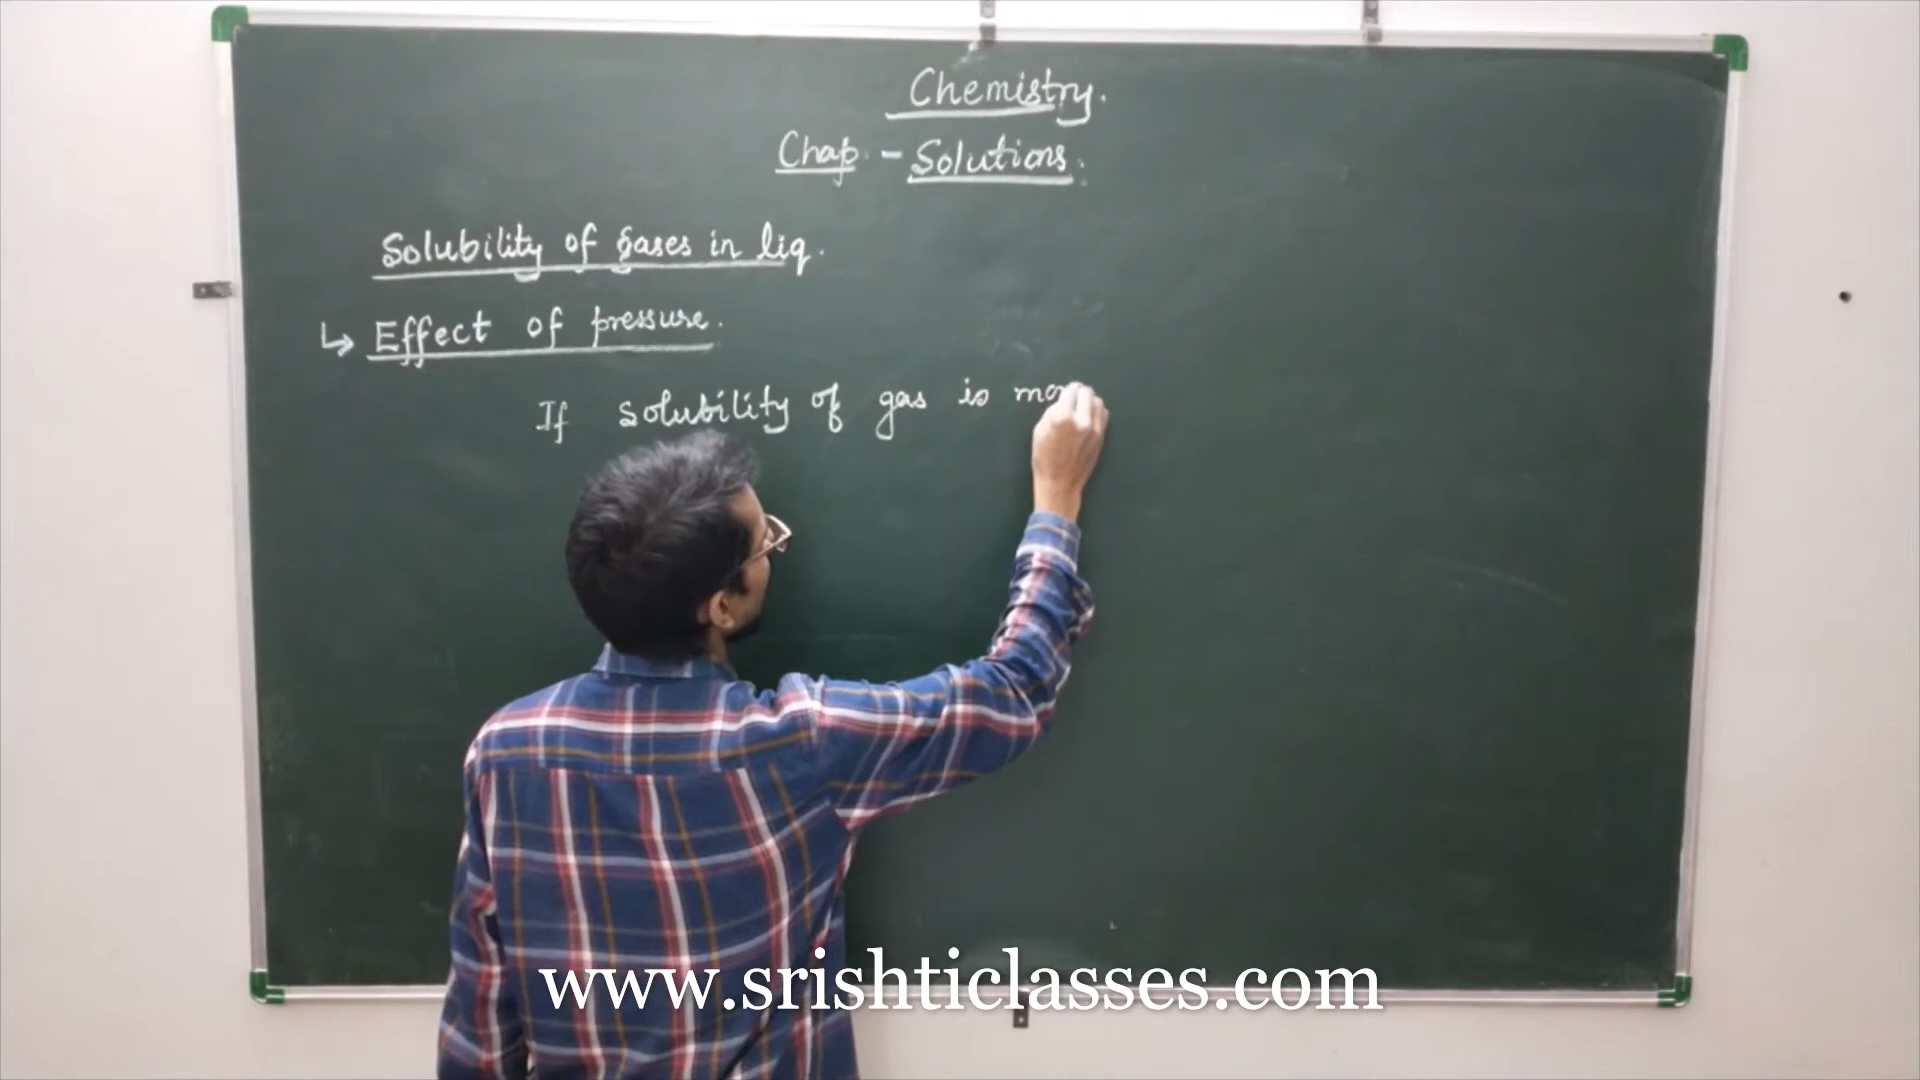 Chemistry.
Chap - Solutions.
Solubility of gases in liq.
↳ Effect of pressure.
If solubility of gas is mo
www.srishticlasses.com